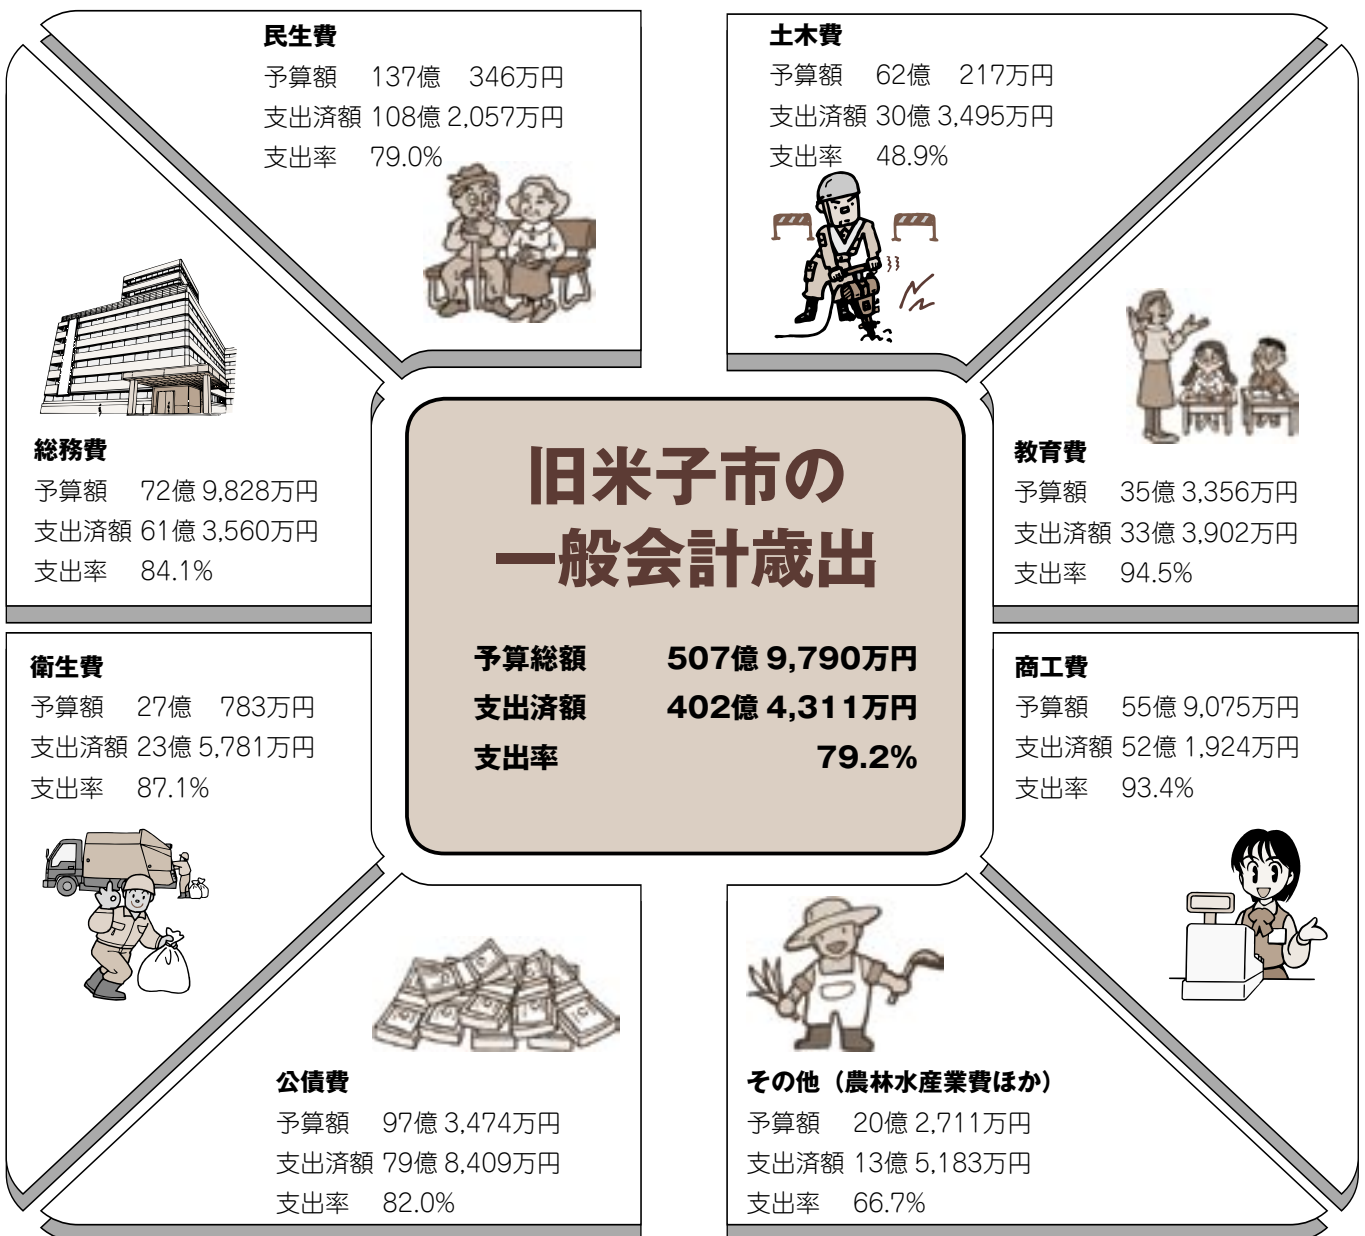 民生費
予算額 137億 346万円
支出済額 108億 2,057万円
支出率 79.0%
土木費
予算額 62億 217万円
支出済額 30億 3,495万円
支出率 48.9%
総務費
予算額 72億 9,828万円
支出済額 61億 3,560万円
支出率 84.1%
旧米子市の
一般会計歳出
予算総額 507億 9,790万円
支出済額 402億 4,311万円
支出率 79.2%
教育費
予算額 35億 3,356万円
支出済額 33億 3,902万円
支出率 94.5%
衛生費
予算額 27億 783万円
支出済額 23億 5,781万円
支出率 87.1%
商工費
予算額 55億 9,075万円
支出済額 52億 1,924万円
支出率 93.4%
公債費
予算額 97億 3,474万円
支出済額 79億 8,409万円
支出率 82.0%
その他（農林水産業費ほか）
予算額 20億 2,711万円
支出済額 13億 5,183万円
支出率 66.7%